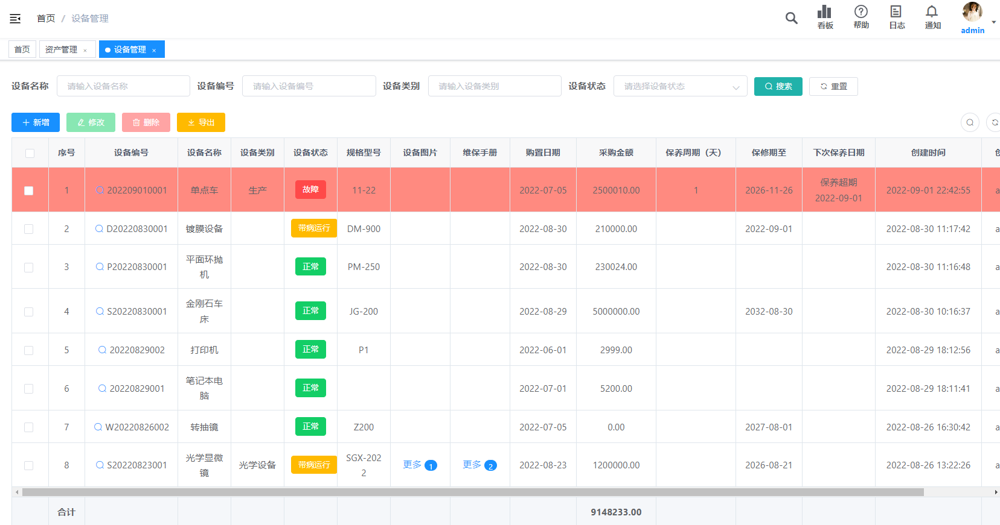 首页 / 设备管理
看板
帮助
日志
通知
admin
首页
资产管理 ×
设备管理 ×
设备名称 请输入设备名称 设备编号 请输入设备编号 设备类别 请输入设备类别 设备状态 请选择设备状态 搜索 重置
新增 修改 删除 导出
序号 设备编号 设备名称 设备类别 设备状态 规格型号 设备图片 维保手册 购置日期 采购金额 保养周期（天） 保修期至 下次保养日期 创建时间
1 202209010001 单点车 生产 故障 11-22 2022-07-05 2500010.00 1 2026-11-26 保养超期 2022-09-01 2022-09-01 22:42:55 a
2 D20220830001 镀膜设备 带病运行 DM-900 2022-08-30 210000.00 2022-09-01 2022-08-30 11:17:42 a
3 P20220830001 平面环抛机 正常 PM-250 2022-08-30 230024.00 2022-08-30 11:16:48 a
4 S20220830001 金刚石车床 正常 JG-200 2022-08-29 5000000.00 2032-08-30 2022-08-30 10:16:37 a
5 20220829002 打印机 正常 P1 2022-06-01 2999.00 2022-08-29 18:12:56 a
6 20220829001 笔记本电脑 正常 2022-07-01 5200.00 2022-08-29 18:11:41 a
7 W20220826002 转抽镜 正常 Z200 2022-07-05 0.00 2027-08-01 2022-08-26 16:30:42 a
8 S20220823001 光学显微镜 光学设备 带病运行 SGX-2022 更多 1 更多 2 2022-08-23 1200000.00 2026-08-21 2022-08-26 13:22:26 a
合计 9148233.00